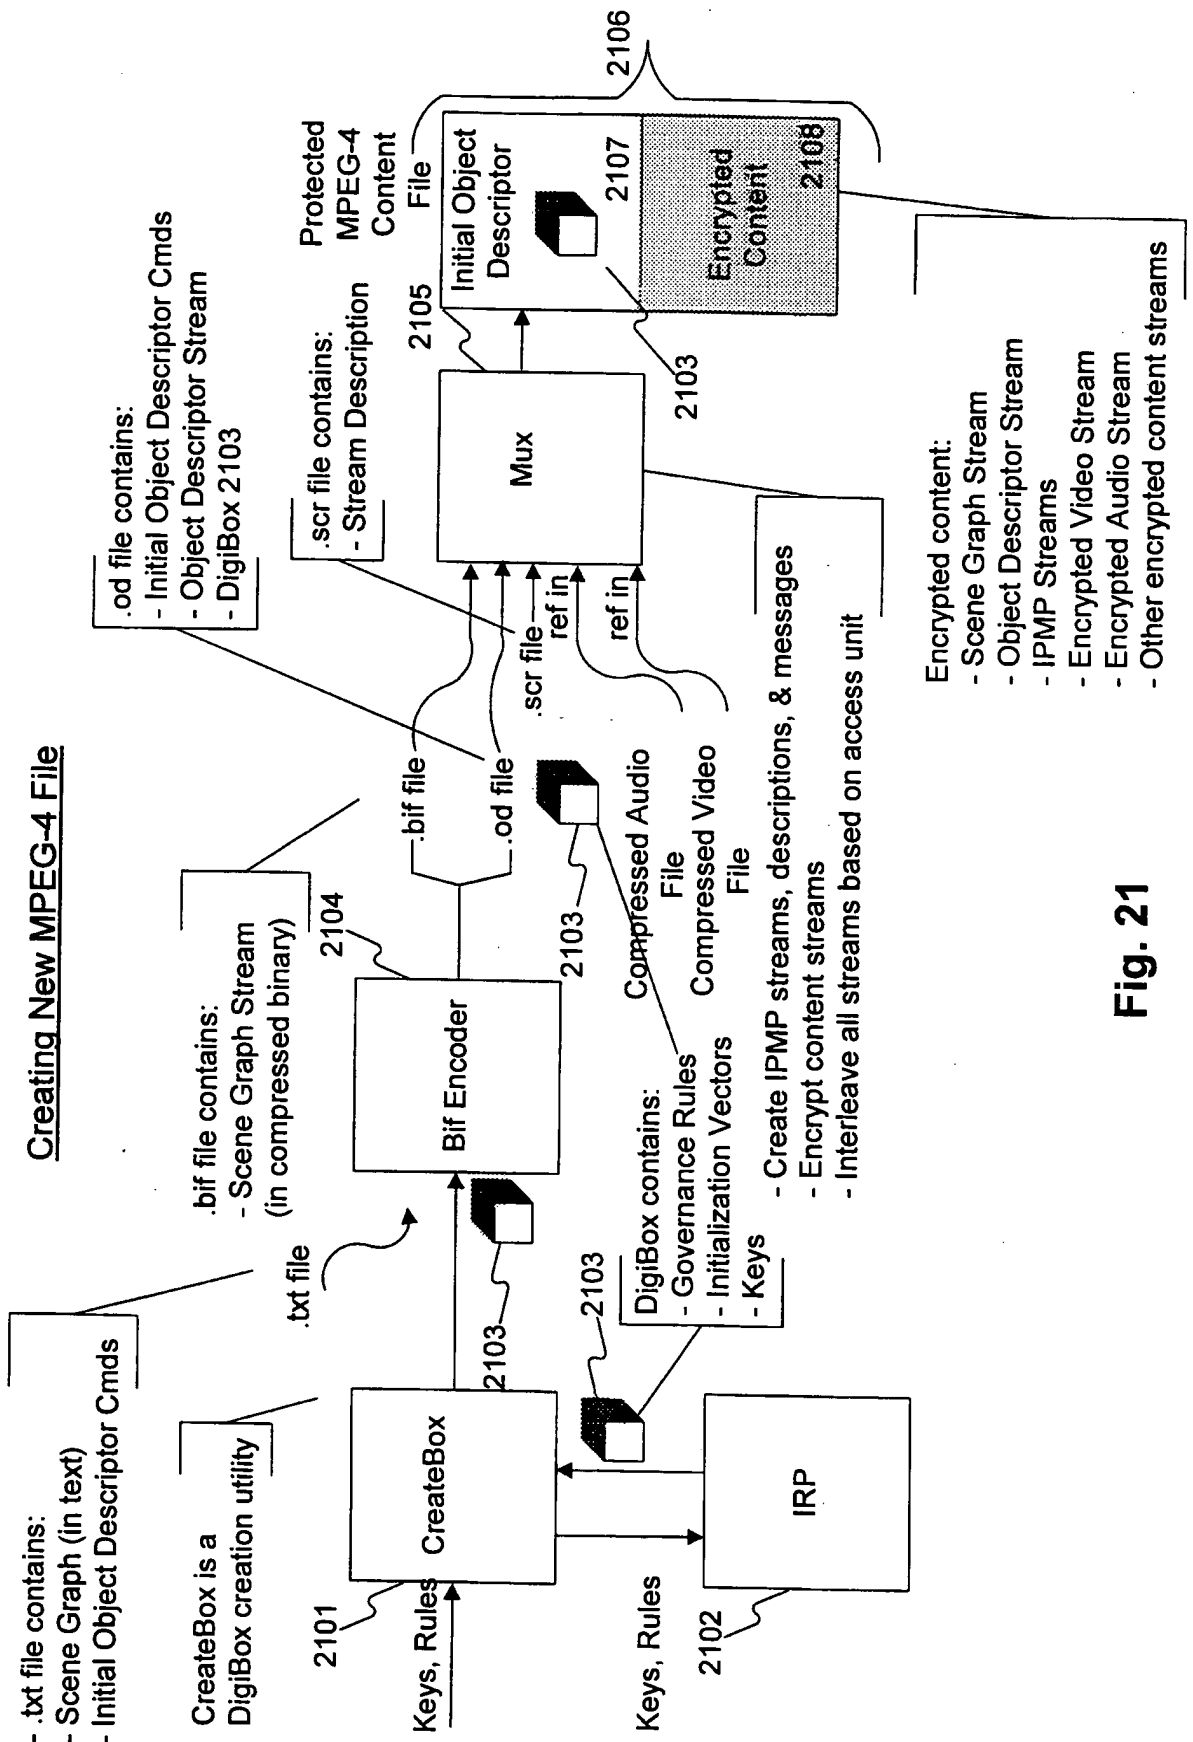 Creating New MPEG-4 File
- .txt file contains:
- Scene Graph (in text)
- Initial Object Descriptor Cmds
CreateBox is a
DigiBox creation utility
.txt file
.bif file contains:
- Scene Graph Stream
(in compressed binary)
.od file contains:
- Initial Object Descriptor Cmds
- Object Descriptor Stream
- DigiBox 2103
.scr file contains:
- Stream Description
Protected
MPEG-4
Content
File
2101
Keys, Rules
CreateBox
2103
2104
Bif Encoder
.bif file
.od file
2103
.scr file
ref in
ref in
Compressed Audio
File
Compressed Video
File
Mux
2105
Initial Object
Descriptor
2107
2103
Encrypted
Content
2108
2106
Keys, Rules
2102
IRP
2103
DigiBox contains:
- Governance Rules
- Initialization Vectors
- Keys
- Create IPMP streams, descriptions, & messages
- Encrypt content streams
- Interleave all streams based on access unit
Encrypted content:
- Scene Graph Stream
- Object Descriptor Stream
- IPMP Streams
- Encrypted Video Stream
- Encrypted Audio Stream
- Other encrypted content streams
Fig. 21